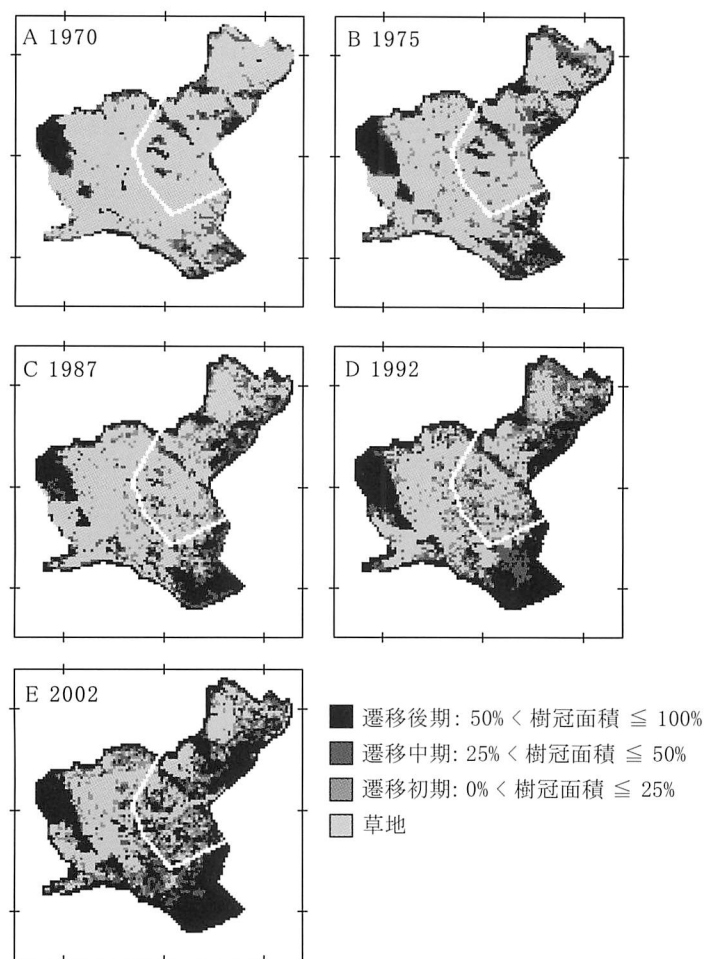 A 1970
B 1975
C 1987
D 1992
E 2002
遷移後期: 50% < 樹冠面積 ≦ 100%
遷移中期: 25% < 樹冠面積 ≦ 50%
遷移初期: 0% < 樹冠面積 ≦ 25%
草地